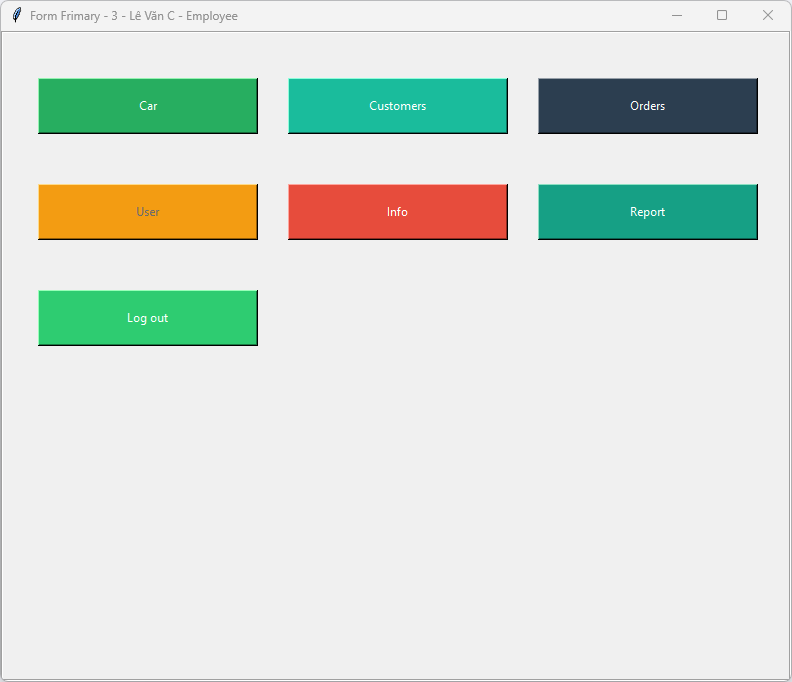 Form Frimary - 3 - Lê Văn C - Employee
Car
Customers
Orders
User
Info
Report
Log out